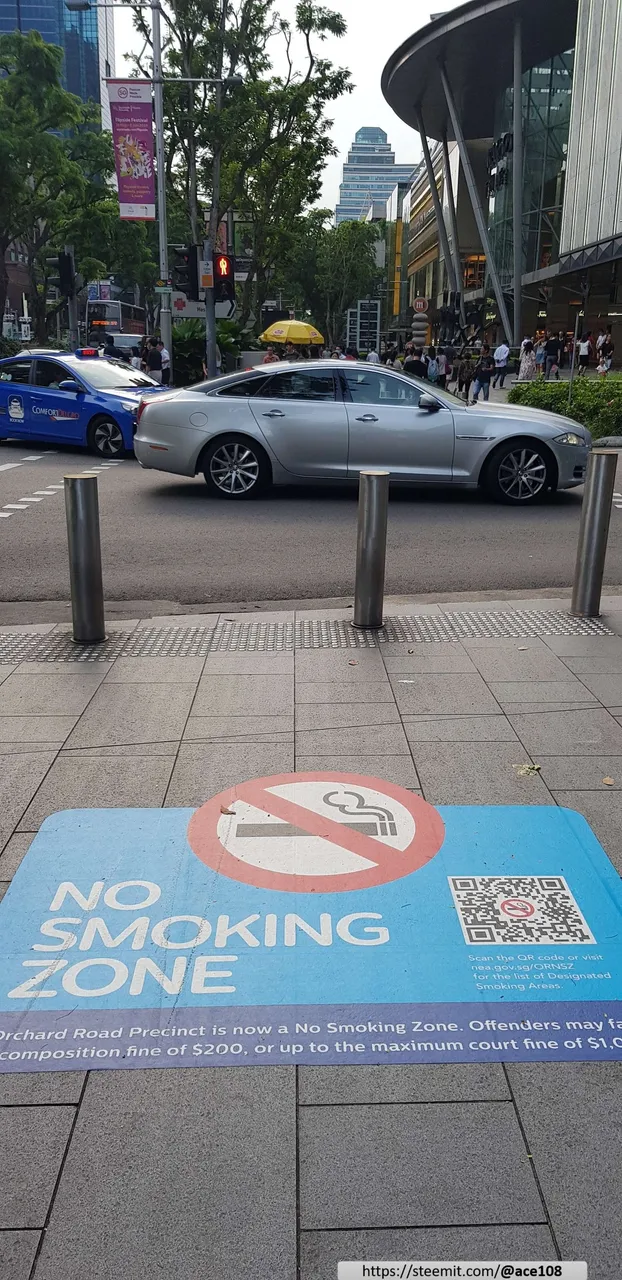 COMFORTDELGRO
NO
SMOKING
ZONE
Scan the QR code or visit
nea.gov.sg/ORNSZ
for the list of Designated
Smoking Areas.
Orchard Road Precinct is now a No Smoking Zone. Offenders may fa
composition fine of $200, or up to the maximum court fine of $1,0
https://steemit.com/@ace108